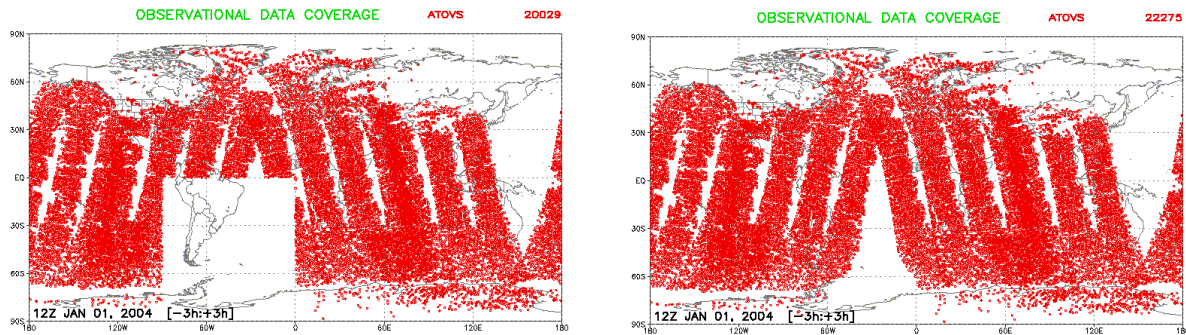 OBSERVATIONAL DATA COVERAGE ATOVS 20029
90N
60N
30N
EQ
30S
60S
90S
12Z JAN 01, 2004 [-3h:+3h]
180 120W 60W 0 60E 120E 180
OBSERVATIONAL DATA COVERAGE ATOVS 22275
90N
60N
30N
EQ
30S
60S
90S
12Z JAN 01, 2004 [-3h:+3h]
180 120W 60W 0 60E 120E 180